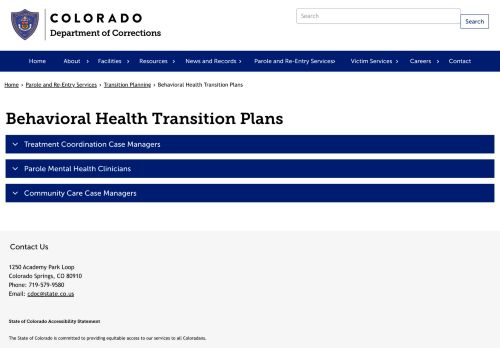 COLORADO
Department of Corrections
Search
Search
Home About Facilities Resources News and Records Parole and Re-Entry Services Victim Services Careers Contact
Home › Parole and Re-Entry Services › Transition Planning › Behavioral Health Transition Plans
Behavioral Health Transition Plans
Treatment Coordination Case Managers
Parole Mental Health Clinicians
Community Care Case Managers
Contact Us
1250 Academy Park Loop
Colorado Springs, CO 80910
Phone: 719-579-9580
Email: cdoc@state.co.us
State of Colorado Accessibility Statement
The State of Colorado is committed to providing equitable access to our services to all Coloradans.